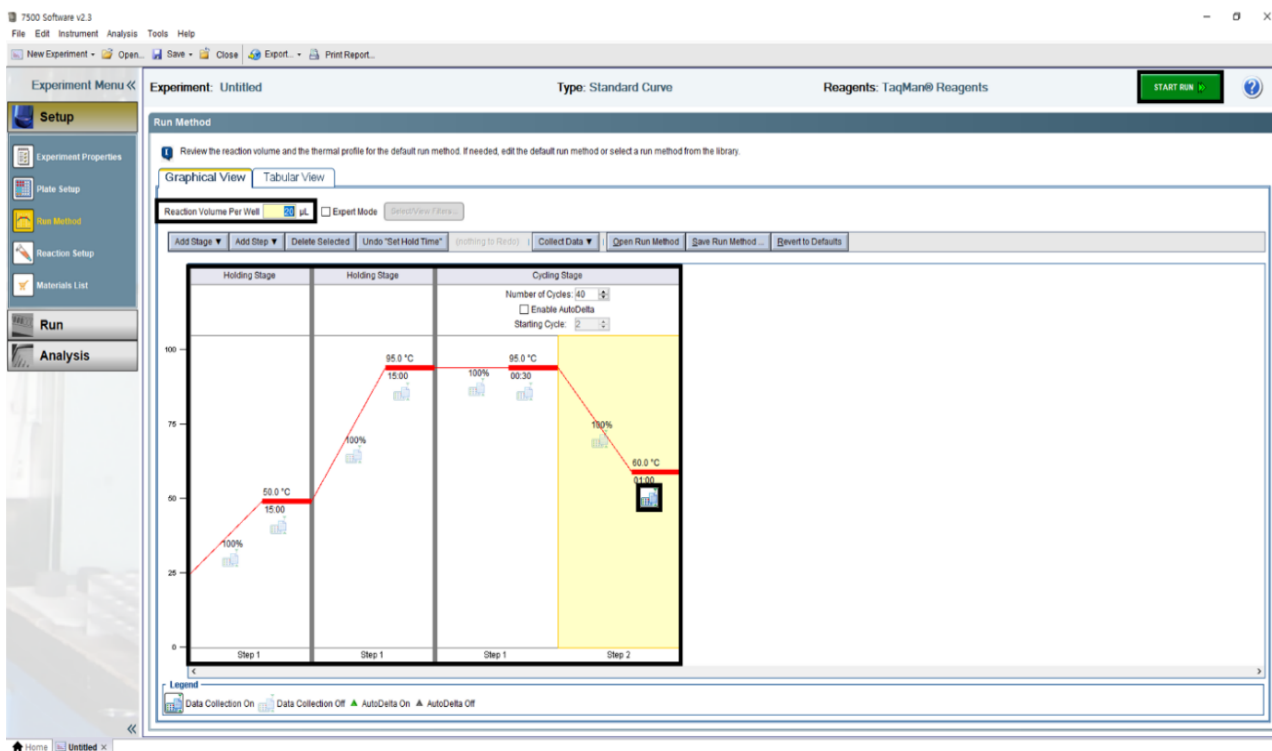 7500 Software v2.3
File Edit Instrument Analysis Tools Help
New Experiment Open... Save Close Export... Print Report...
Experiment Menu «
Experiment: Untitled Type: Standard Curve Reagents: TaqMan® Reagents START RUN
Setup
Run Method
Experiment Properties
Review the reaction volume and the thermal profile for the default run method. If needed, edit the default run method or select a run method from the library.
Graphical View Tabular View
Plate Setup
Reaction Volume Per Well 20 µL Expert Mode Select/View Filters...
Run Method
Add Stage ▼ Add Step ▼ Delete Selected Undo "Set Hold Time" (nothing to Redo) Collect Data ▼ Open Run Method Save Run Method ... Revert to Defaults
Reaction Setup
Materials List
Holding Stage Holding Stage Cycling Stage
Number of Cycles: 40
Enable AutoDelta
Starting Cycle: 2
Run
Analysis
100
95.0 °C 95.0 °C
15:00 100% 00:30
75
100% 100%
60.0 °C
01:00
50.0 °C
50
15:00
100%
25
0
Step 1 Step 1 Step 1 Step 2
Legend
Data Collection On Data Collection Off ▲ AutoDelta On ▲ AutoDelta Off
«
Home Untitled ×